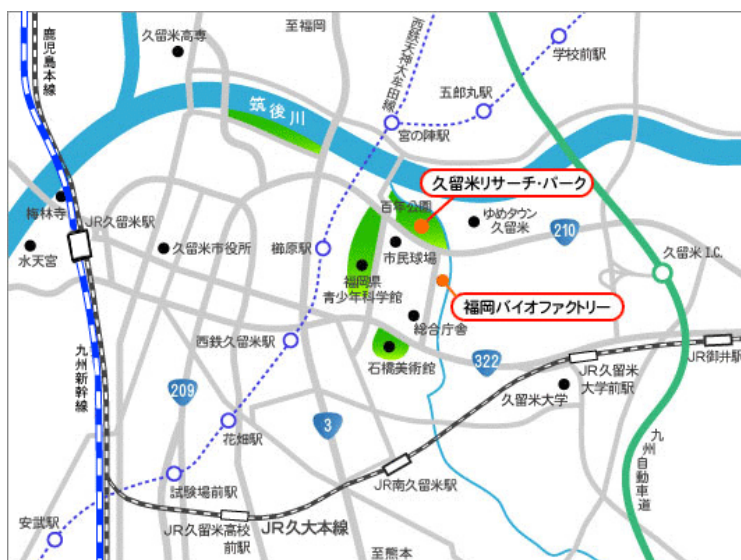 至福岡
西鉄天神大牟田線
久留米高専
学校前駅
鹿児島本線
五郎丸駅
筑後川
宮の陣駅
久留米リサーチ・パーク
百年公園
梅林寺
JR久留米駅
ゆめタウン
久留米
210
水天宮
久留米市役所
櫛原駅
市民球場
久留米 I.C.
福岡県
青少年科学館
福岡バイオファクトリー
総合庁舎
西鉄久留米駅
石橋美術館
322
JR御井駅
九州新幹線
209
JR久留米
大学前駅
久留米大学
花畑駅
3
九州自動車道
試験場前駅
JR南久留米駅
安武駅
JR久留米高校
前駅
JR久大本線
至熊本